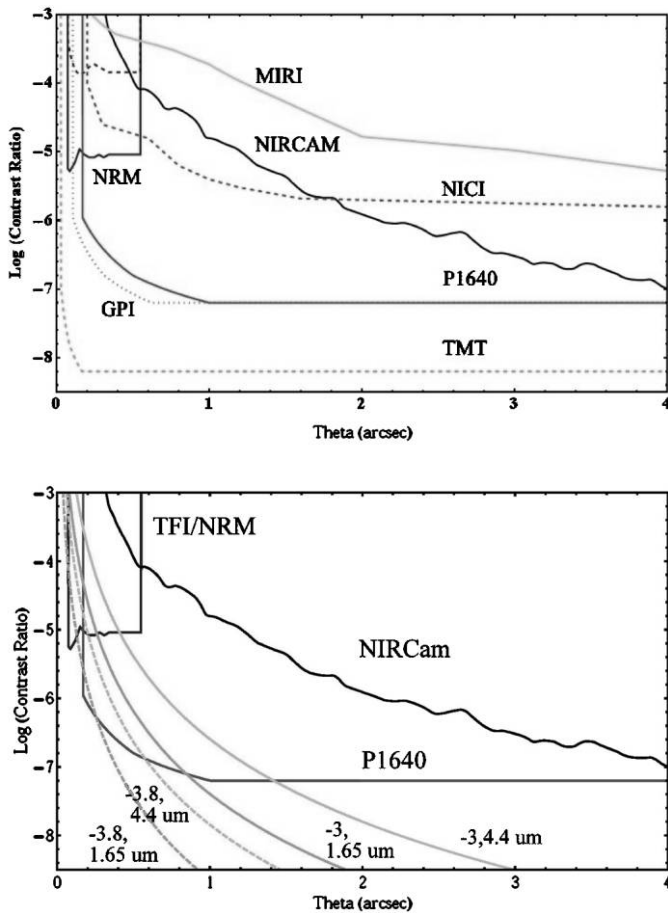 -3
-4
-5
-6
-7
-8
Log (Contrast Ratio)
MIRI
NIRCAM
NRM
NICI
P1640
GPI
TMT
0 1 2 3 4
Theta (arcsec)
-3
-4
-5
-6
-7
-8
Log (Contrast Ratio)
TFI/NRM
NIRCam
P1640
-3.8,
4.4 um
-3.8,
1.65 um
-3,
1.65 um
-3,4.4 um
0 1 2 3 4
Theta (arcsec)